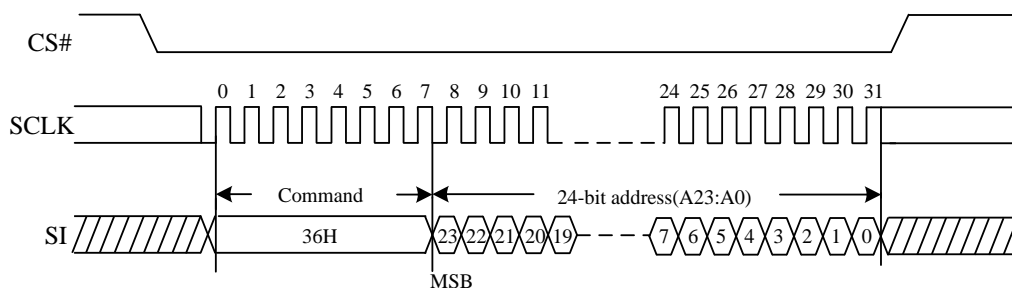 CS#
0 1 2 3 4 5 6 7 8 9 10 11 24 25 26 27 28 29 30 31
SCLK
Command 24-bit address(A23:A0)
SI 36H 23 22 21 20 19 7 6 5 4 3 2 1 0
MSB